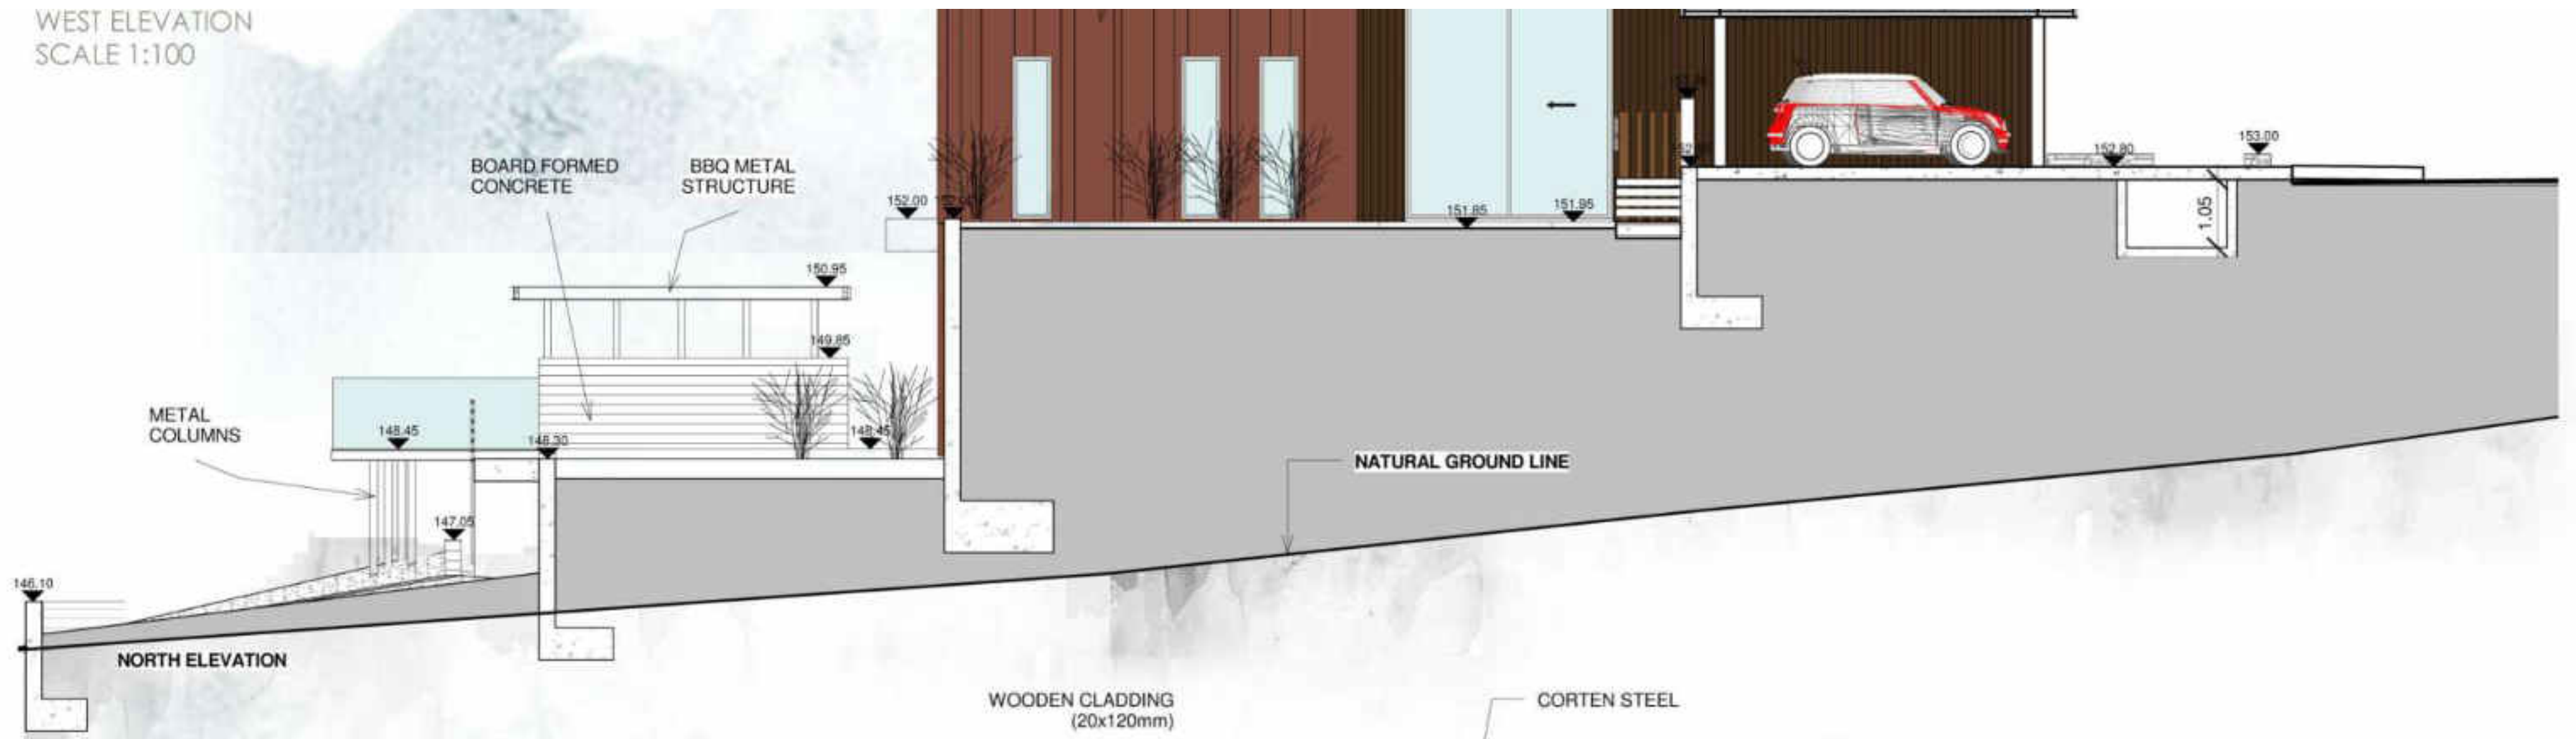 WEST ELEVATION
SCALE 1:100
BOARD FORMED
CONCRETE
BBQ METAL
STRUCTURE
152.80
153.00
152.00
151.85
151.95
1.05
150.95
149.85
METAL
COLUMNS
148.45
148.30
148.45
NATURAL GROUND LINE
147.05
146.10
NORTH ELEVATION
WOODEN CLADDING
(20x120mm)
CORTEN STEEL